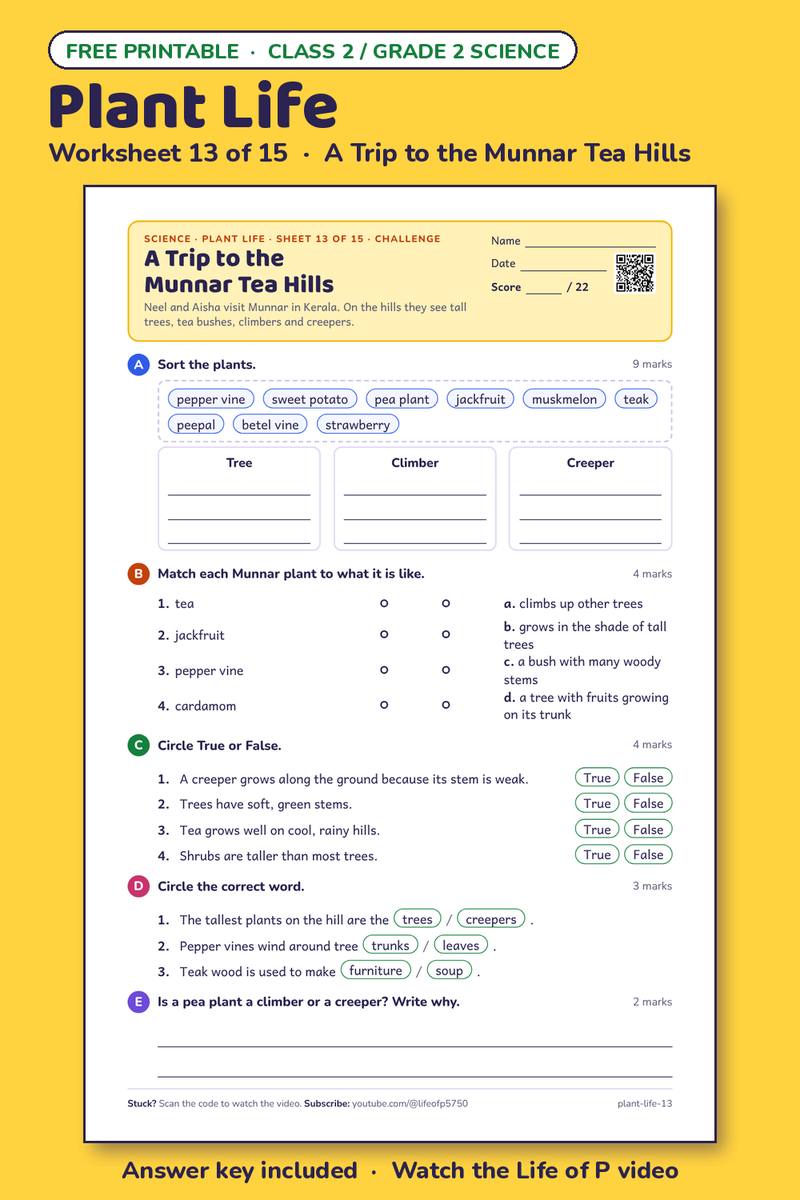 FREE PRINTABLE · CLASS 2 / GRADE 2 SCIENCE
Plant Life
Worksheet 13 of 15 · A Trip to the Munnar Tea Hills
SCIENCE · PLANT LIFE · SHEET 13 OF 15 · CHALLENGE
A Trip to the
Munnar Tea Hills
Neel and Aisha visit Munnar in Kerala. On the hills they see tall
trees, tea bushes, climbers and creepers.
Name
Date
Score / 22
A Sort the plants. 9 marks
pepper vine sweet potato pea plant jackfruit muskmelon teak
peepal betel vine strawberry
Tree Climber Creeper
B Match each Munnar plant to what it is like. 4 marks
1. tea a. climbs up other trees
2. jackfruit b. grows in the shade of tall
trees
3. pepper vine c. a bush with many woody
stems
4. cardamom d. a tree with fruits growing
on its trunk
C Circle True or False. 4 marks
1. A creeper grows along the ground because its stem is weak. True False
2. Trees have soft, green stems. True False
3. Tea grows well on cool, rainy hills. True False
4. Shrubs are taller than most trees. True False
D Circle the correct word. 3 marks
1. The tallest plants on the hill are the trees / creepers .
2. Pepper vines wind around tree trunks / leaves .
3. Teak wood is used to make furniture / soup .
E Is a pea plant a climber or a creeper? Write why. 2 marks
Stuck? Scan the code to watch the video. Subscribe: youtube.com/@lifeofp5750 plant-life-13
Answer key included · Watch the Life of P video